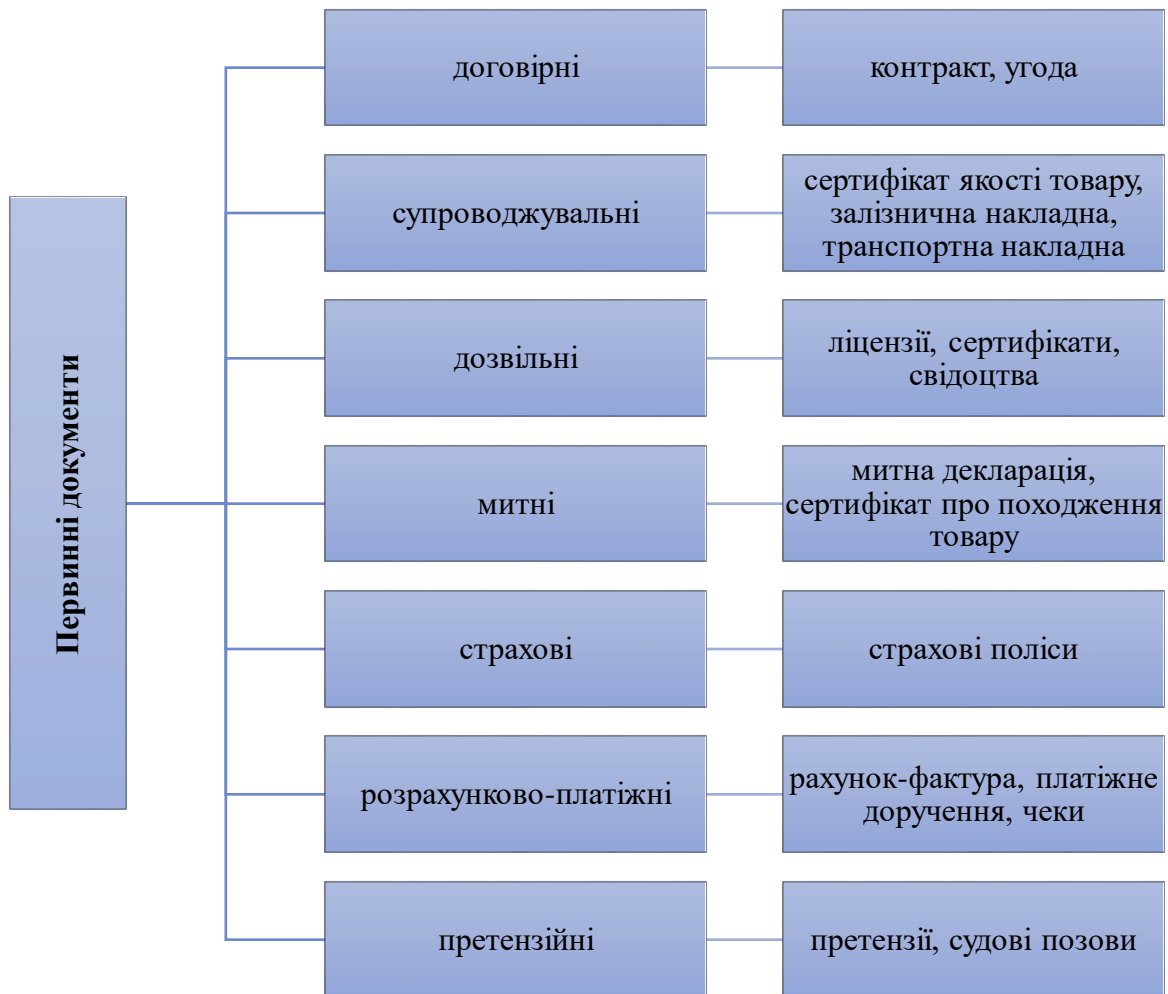 Первинні документи
договірні
контракт, угода
супроводжувальні
сертифікат якості товару,
залізнична накладна,
транспортна накладна
дозвільні
ліцензії, сертифікати,
свідоцтва
митні
митна декларація,
сертифікат про походження
товару
страхові
страхові поліси
розрахунково-платіжні
рахунок-фактура, платіжне
доручення, чеки
претензійні
претензії, судові позови